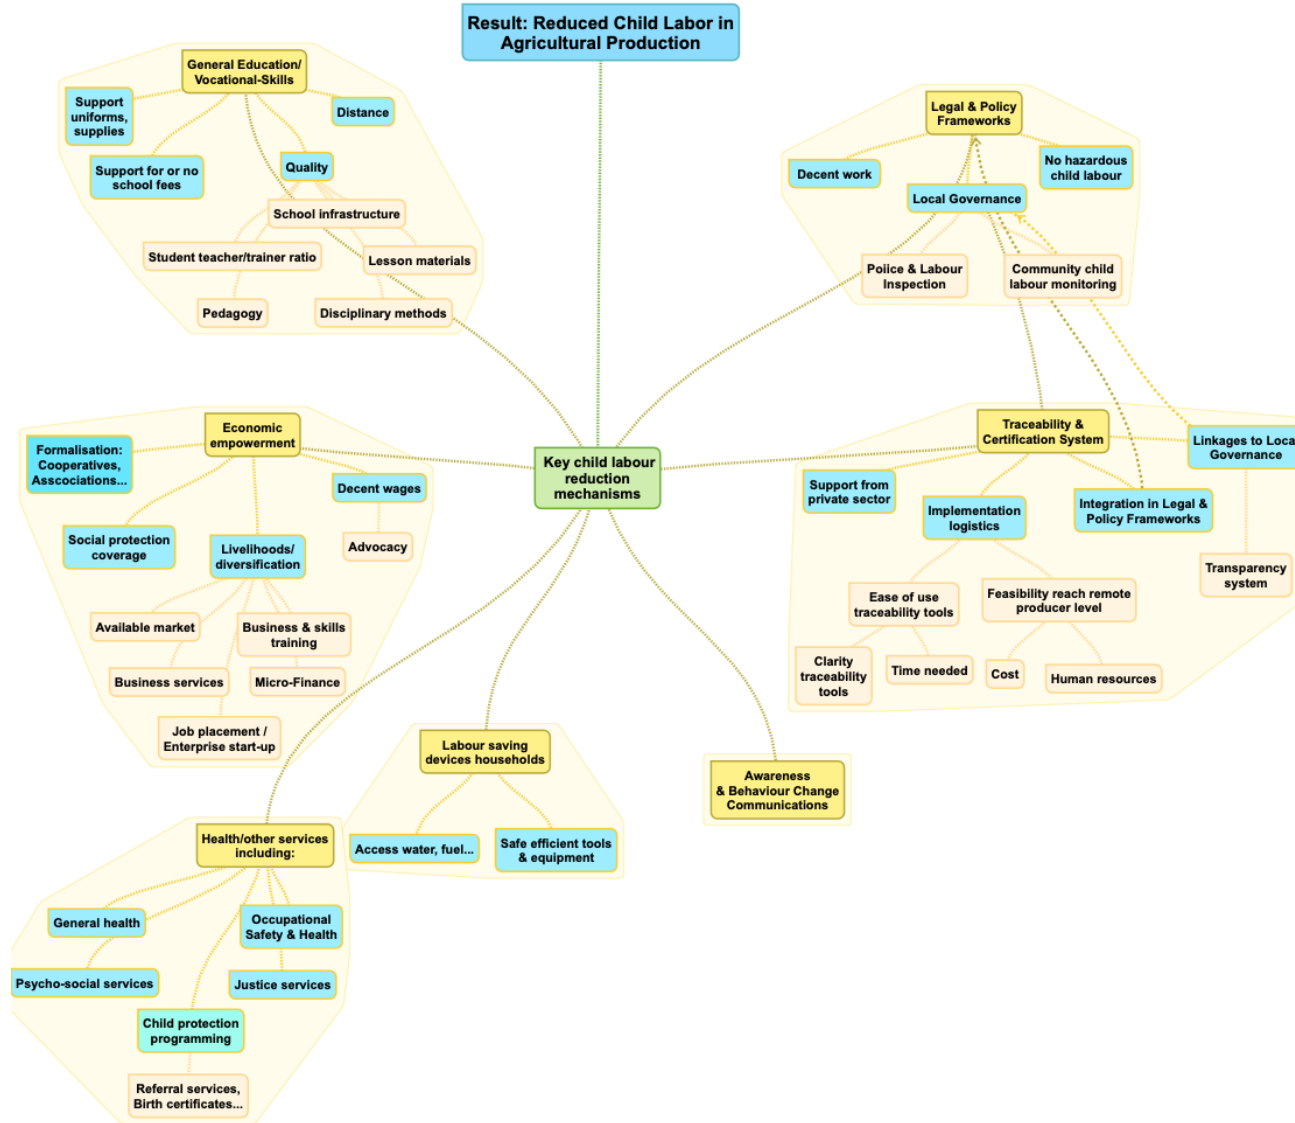 Result: Reduced Child Labor in
Agricultural Production
General Education/
Vocational-Skills
Support
uniforms,
supplies
Distance
Support for or no
school fees
Quality
School infrastructure
Student teacher/trainer ratio
Lesson materials
Pedagogy
Disciplinary methods
Legal & Policy
Frameworks
Decent work
No hazardous
child labour
Local Governance
Poiice & Labour
Inspection
Community child
labour monitoring
Key child labour
reduction
mechanisms
Economic
empowerment
Formalisation:
Cooperatives,
Asscociations...
Decent wages
Social protection
coverage
Livelihoods/
diversification
Advocacy
Available market
Business & skills
training
Business services
Micro-Finance
Job placement /
Enterprise start-up
Traceability &
Certification System
Linkages to Loca
Governance
Support from
private sector
Implementation
logistics
Integration in Legal &
Policy Frameworks
Transparency
system
Ease of use
traceability tools
Feasibility reach remote
producer level
Clarity
traceability
tools
Time needed
Cost
Human resources
Labour saving
devices households
Access water, fuel...
Safe efficient tools
& equipment
Awareness
& Behaviour Change
Communications
Health/other services
including:
General health
Occupational
Safety & Health
Psycho-social services
Justice services
Child protection
programming
Referral services,
Birth certificates...